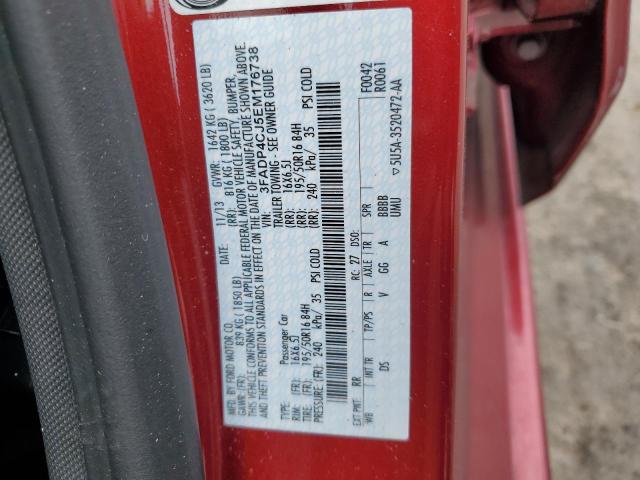 MFD. BY FORD MOTOR CO.
DATE: 11/13 GVWR: 1642 KG ( 3620 LB)
GAWR: (FR): 839 KG (1850 LB) (RR): 816 KG (1800 LB)
THIS VEHICLE CONFORMS TO ALL APPLICABLE FEDERAL MOTOR VEHICLE SAFETY, BUMPER,
AND THEFT PREVENTION STANDARDS IN EFFECT ON THE DATE OF MANUFACTURE SHOWN ABOVE.
VIN: 3FADP4CJ5EM176738
TYPE: Passenger Car TRAILER TOWING - SEE OWNER GUIDE
RIM: (FR): 16X6.5J (RR): 16X6.5J
TIRE: (FR): 195/50R16 84H (RR): 195/50R16 84H
PRESSURE: (FR): 240 kPa/ 35 PSI COLD (RR): 240 kPa/ 35 PSI COLD
EXT PNT: RR RC: 27 DSO: F0042
WB INT TR TP/PS R AXLE TR SPR R0061
DS V GG A BBBB
UMU ▽5U5A-3520472-AA